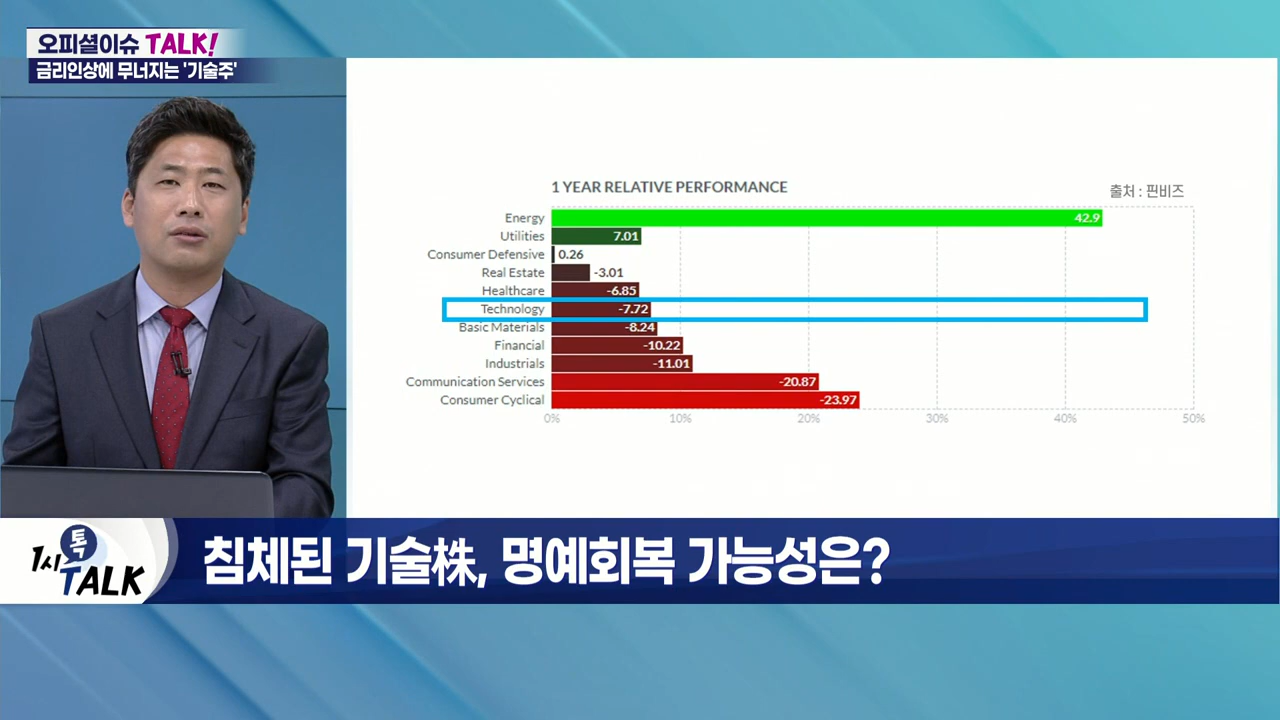 오피셜이슈 TALK!
금리인상에 무너지는 '기술주'
1 YEAR RELATIVE PERFORMANCE
출처 : 핀비즈
Energy 42.9
Utilities 7.01
Consumer Defensive 0.26
Real Estate -3.01
Healthcare -6.85
Technology -7.72
Basic Materials -8.24
Financial -10.22
Industrials -11.01
Communication Services -20.87
Consumer Cyclical -23.97
0% 10% 20% 30% 40% 50%
1시 톡 TALK
침체된 기술株, 명예회복 가능성은?